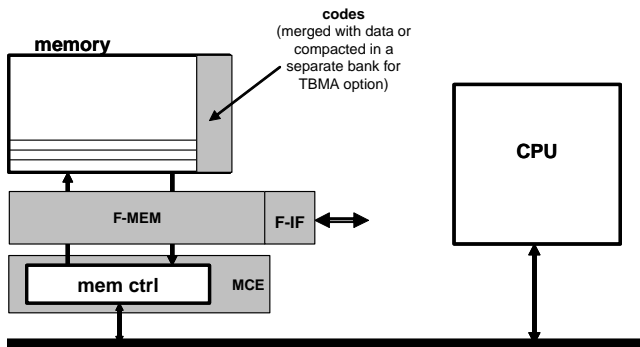 codes
(merged with data or
compacted in a
separate bank for
TBMA option)
memory
CPU
F-MEM
F-IF
mem ctrl
MCE